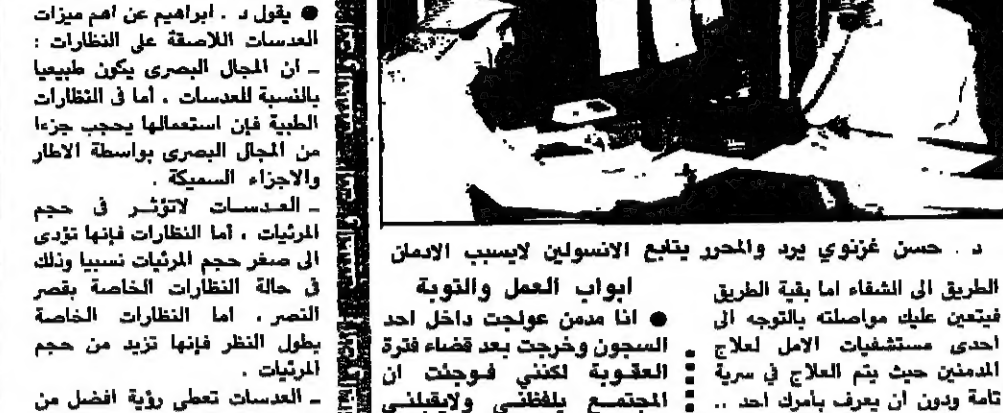 د . حسن غزنوي يرد والمحرر يتابع الانسولين لايسبب الادمان
الطريق الى الشفاء اما بقية الطريق
فيتعين عليك مواصلته بالتوجه الى
احدى مستشفيات الامل لعلاج
المدمنين حيث يتم العلاج في سرية
تامة ودون ان يعرف بأمرك أحد ..
ابواب العمل والتوبة
● انا مدمن عولجت داخل احد
السجون وخرجت بعد قضاء فترة
العقوبة لكنني فوجئت ان
المجتمع يلفظني ولايقبلني
● يقول د . ابراهيم عن اهم ميزات
العدسات اللاصقة على النظارات :
ـ ان المجال البصرى يكون طبيعيا
بالنسبة للعدسات ، أما فى النظارات
الطبية فإن استعمالها يحجب جزءا
من المجال البصرى بواسطة الاطار
والاجزاء السميكة .
ـ العدسات لاتؤثر فى حجم
المرئيات ، أما النظارات فإنها تؤدى
الى صغر حجم المرئيات نسبيا وذلك
فى حالة النظارات الخاصة بقصر
النصر ، اما النظارات الخاصة
بطول النظر فإنها تزيد من حجم
المرئيات .
ـ العدسات تعطي رؤية افضل من